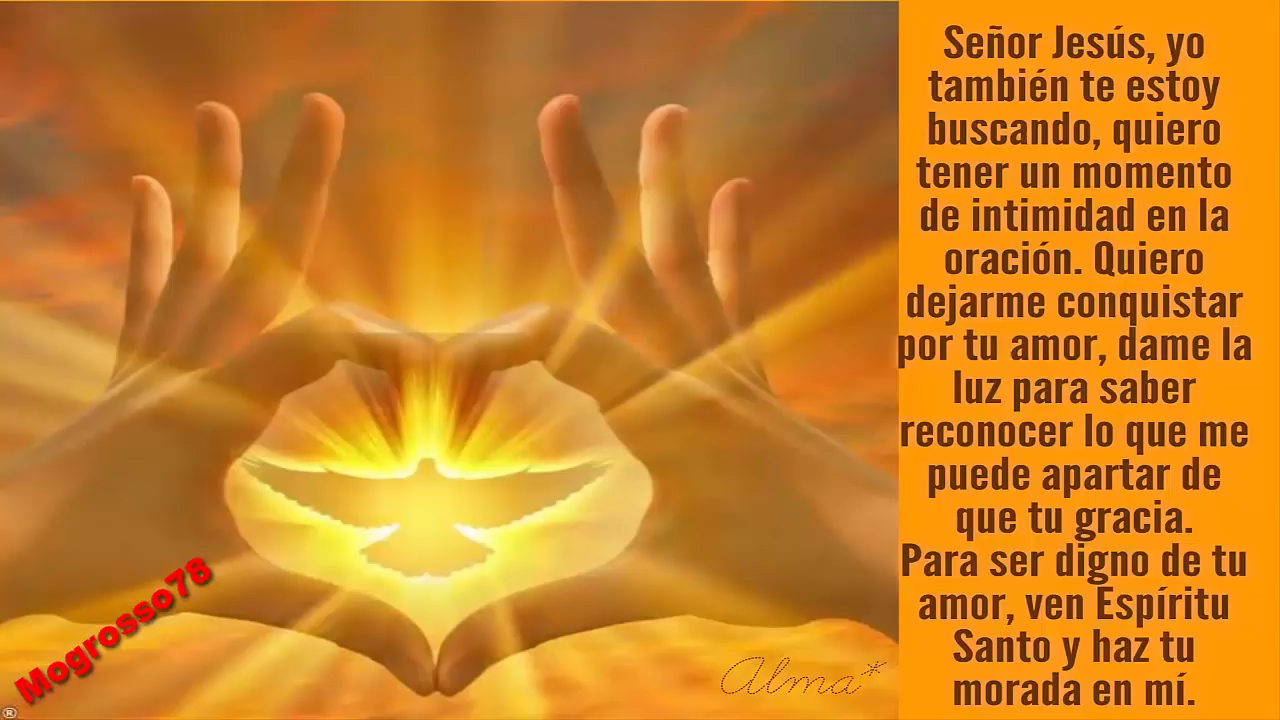 Señor Jesús, yo
también te estoy
buscando, quiero
tener un momento
de intimidad en la
oración. Quiero
dejarme conquistar
por tu amor, dame la
luz para saber
reconocer lo que me
puede apartar de
que tu gracia.
Para ser digno de tu
amor, ven Espíritu
Santo y haz tu
morada en mí.
Mogrosso78
®
Alma*